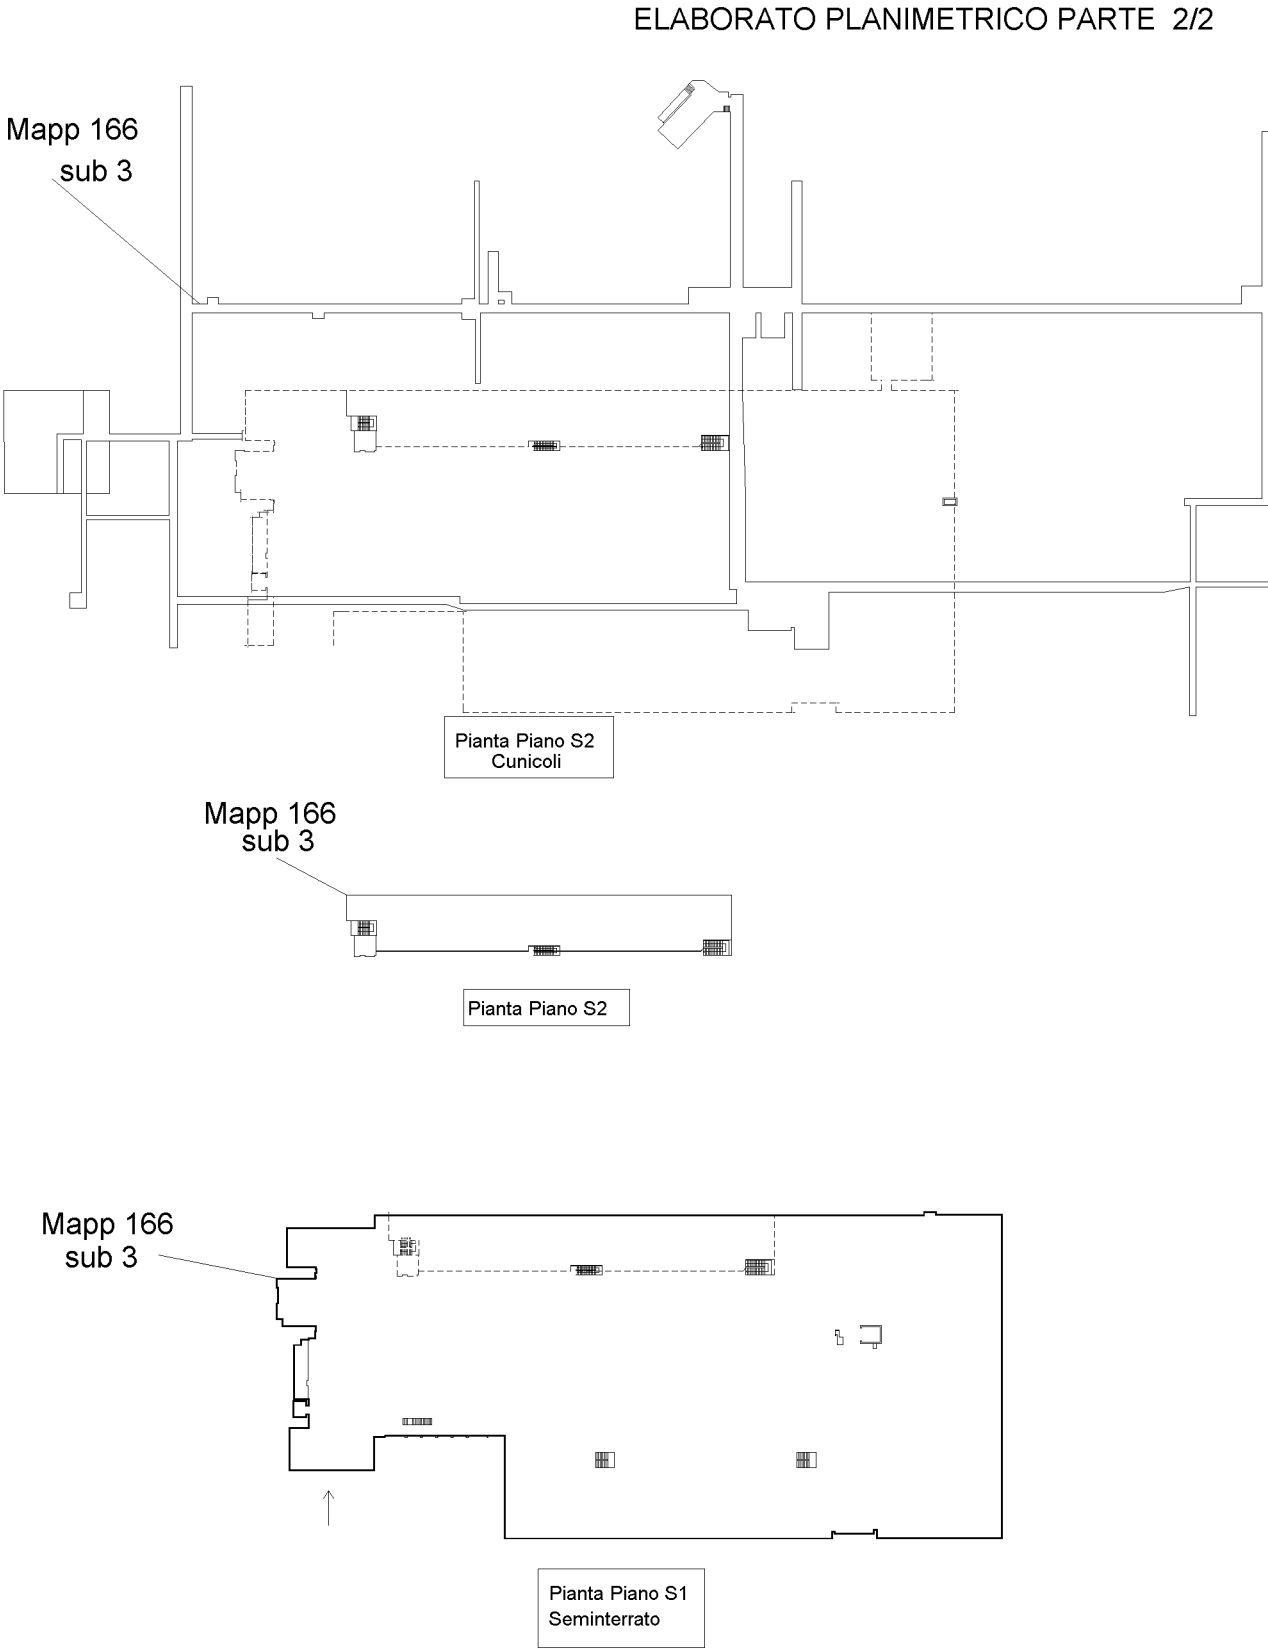 ELABORATO PLANIMETRICO PARTE 2/2
Mapp 166
sub 3
Pianta Piano S2
Cunicoli
Mapp 166
sub 3
Pianta Piano S2
Mapp 166
sub 3
Pianta Piano S1
Seminterrato